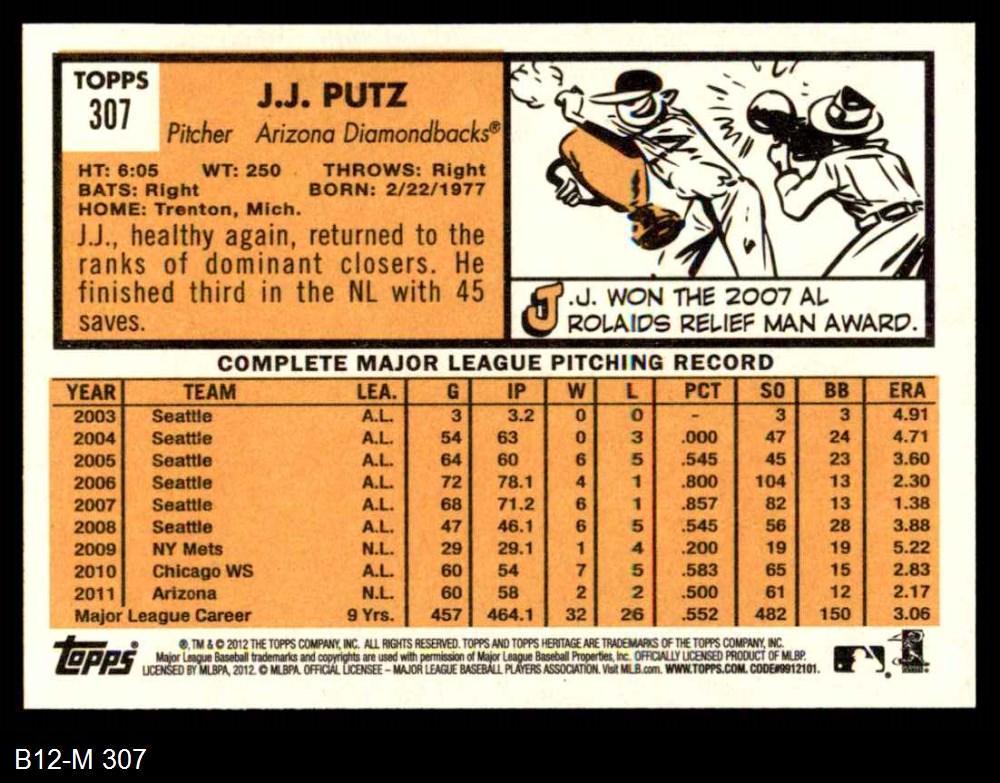 TOPPS
307
J.J. PUTZ
Pitcher Arizona Diamondbacks®
HT: 6:05 WT: 250 THROWS: Right
BATS: Right BORN: 2/22/1977
HOME: Trenton, Mich.
J.J., healthy again, returned to the
ranks of dominant closers. He
finished third in the NL with 45
saves.
J.J. WON THE 2007 AL
ROLAIDS RELIEF MAN AWARD.
COMPLETE MAJOR LEAGUE PITCHING RECORD
YEAR TEAM LEA. G IP W L PCT SO BB ERA
2003 Seattle A.L. 3 3.2 0 0 - 3 3 4.91
2004 Seattle A.L. 54 63 0 3 .000 47 24 4.71
2005 Seattle A.L. 64 60 6 5 .545 45 23 3.60
2006 Seattle A.L. 72 78.1 4 1 .800 104 13 2.30
2007 Seattle A.L. 68 71.2 6 1 .857 82 13 1.38
2008 Seattle A.L. 47 46.1 6 5 .545 56 28 3.88
2009 NY Mets N.L. 29 29.1 1 4 .200 19 19 5.22
2010 Chicago WS A.L. 60 54 7 5 .583 65 15 2.83
2011 Arizona N.L. 60 58 2 2 .500 61 12 2.17
Major League Career 9 Yrs. 457 464.1 32 26 .552 482 150 3.06
Topps®
®, TM & © 2012 THE TOPPS COMPANY, INC. ALL RIGHTS RESERVED. TOPPS AND TOPPS HERITAGE ARE TRADEMARKS OF THE TOPPS COMPANY, INC.
Major League Baseball trademarks and copyrights are used with permission of Major League Baseball Properties, Inc. OFFICIALLY LICENSED PRODUCT OF MLBP.
LICENSED BY MLBPA, 2012. © MLBPA. OFFICIAL LICENSEE – MAJOR LEAGUE BASEBALL PLAYERS ASSOCIATION. Visit MLB.com. WWW.TOPPS.COM. CODE#9912101.
B12-M 307